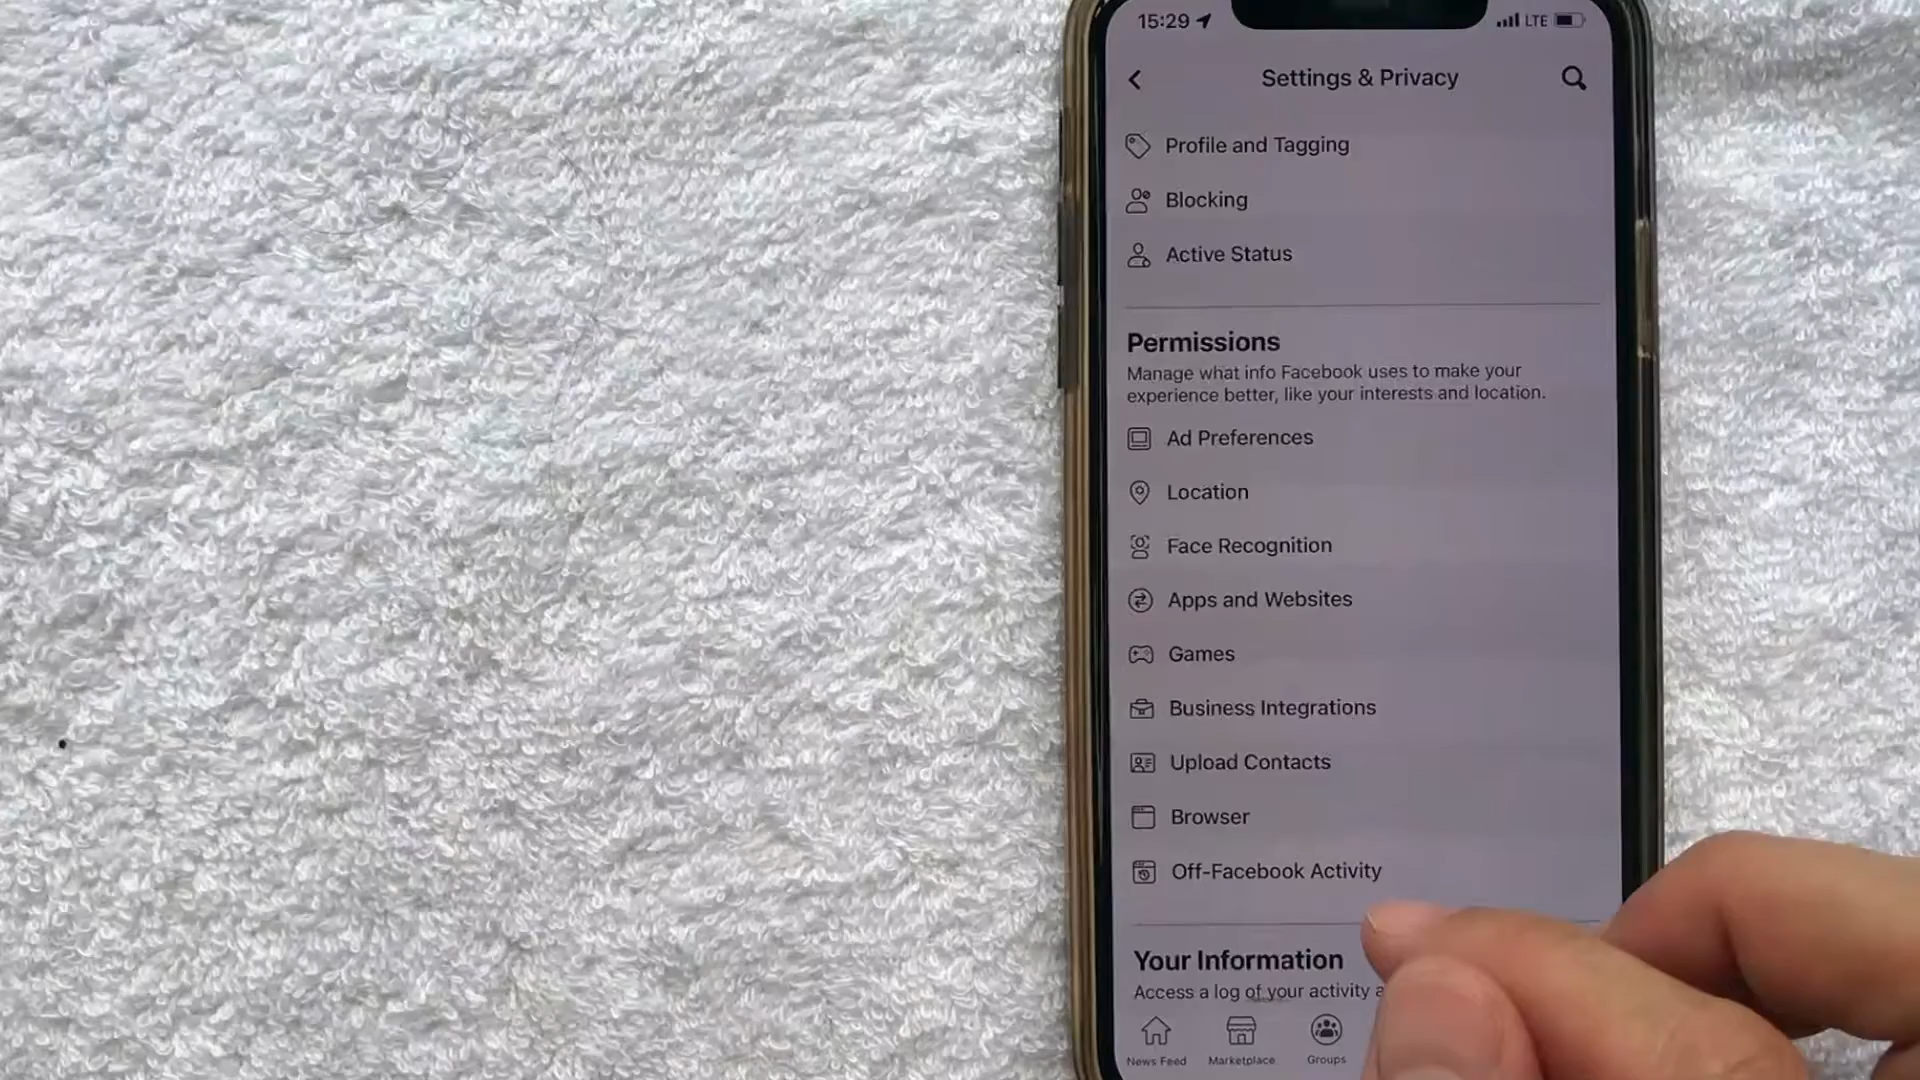 15:29
LTE
Settings & Privacy
Profile and Tagging
Blocking
Active Status
Permissions
Manage what info Facebook uses to make your
experience better, like your interests and location.
Ad Preferences
Location
Face Recognition
Apps and Websites
Games
Business Integrations
Upload Contacts
Browser
Off-Facebook Activity
Your Information
Access a log of your activity
News Feed
Marketplace
Groups